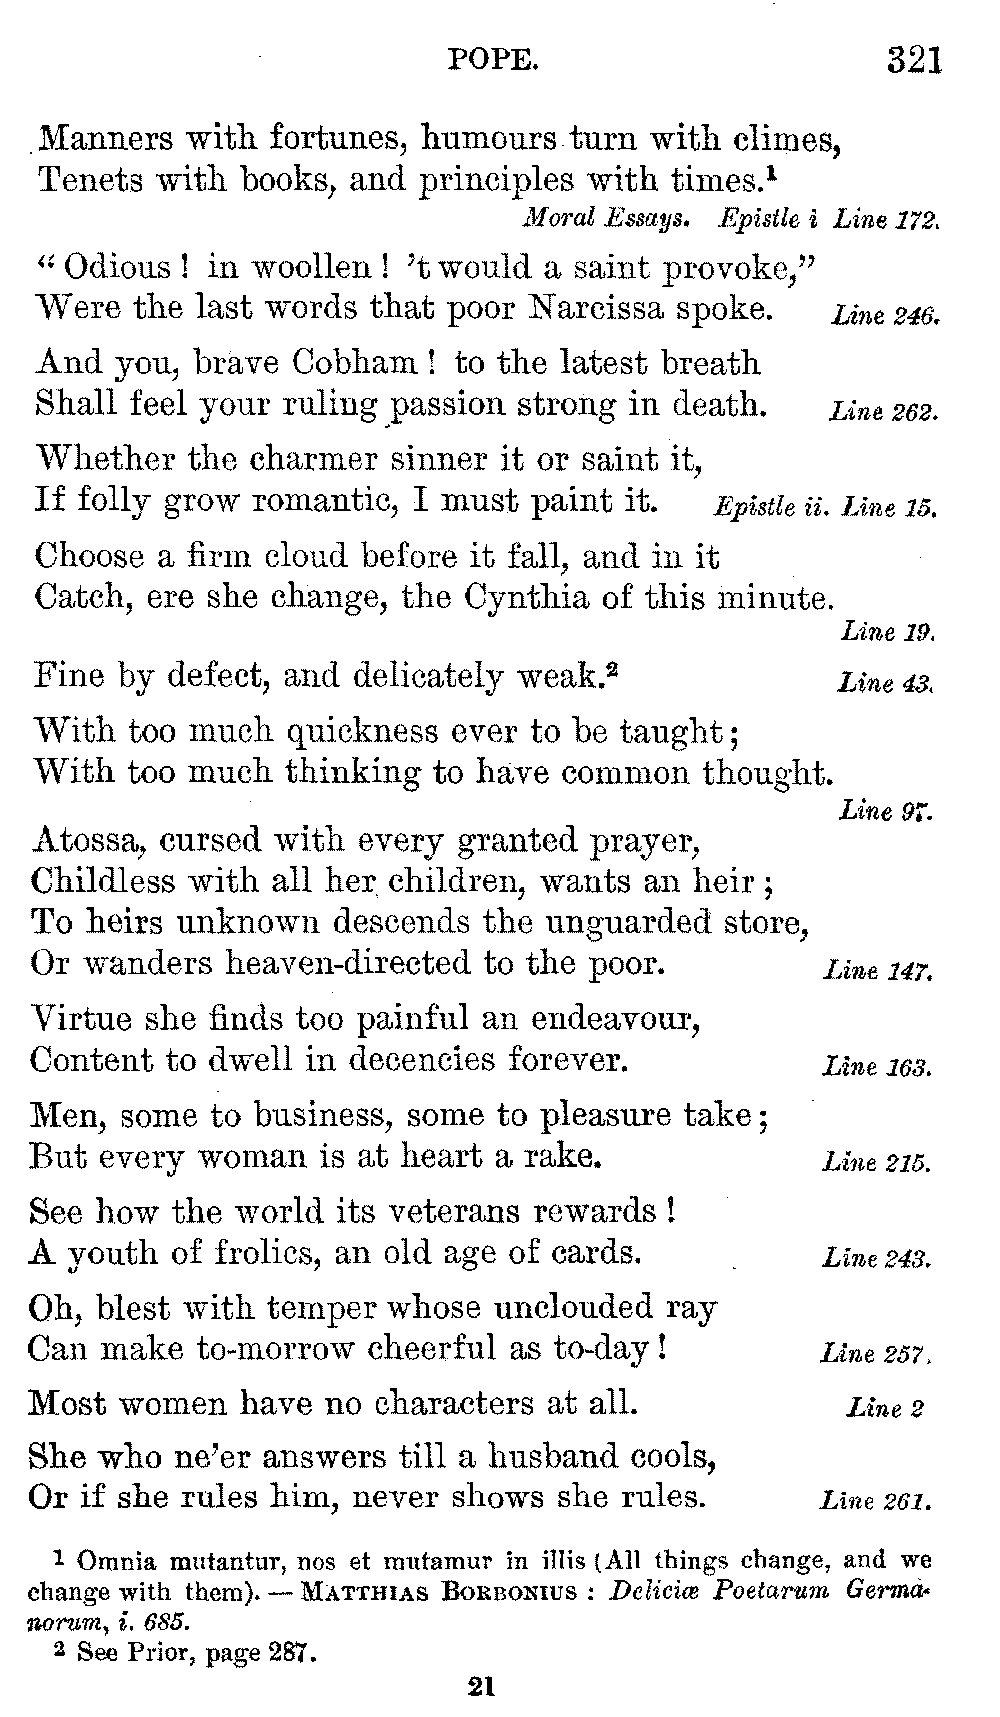 POPE. 321
Manners with fortunes, humours turn with climes,
Tenets with books, and principles with times.¹
Moral Essays. Epistle i Line 172.
“ Odious ! in woollen ! ’t would a saint provoke,”
Were the last words that poor Narcissa spoke. Line 246.
And you, brave Cobham ! to the latest breath
Shall feel your ruling passion strong in death. Line 262.
Whether the charmer sinner it or saint it,
If folly grow romantic, I must paint it. Epistle ii. Line 15.
Choose a firm cloud before it fall, and in it
Catch, ere she change, the Cynthia of this minute.
Line 19.
Fine by defect, and delicately weak.² Line 43.
With too much quickness ever to be taught ;
With too much thinking to have common thought.
Line 97.
Atossa, cursed with every granted prayer,
Childless with all her children, wants an heir ;
To heirs unknown descends the unguarded store,
Or wanders heaven-directed to the poor. Line 147.
Virtue she finds too painful an endeavour,
Content to dwell in decencies forever. Line 163.
Men, some to business, some to pleasure take ;
But every woman is at heart a rake. Line 215.
See how the world its veterans rewards !
A youth of frolics, an old age of cards. Line 243.
Oh, blest with temper whose unclouded ray
Can make to-morrow cheerful as to-day ! Line 257.
Most women have no characters at all. Line 2
She who ne’er answers till a husband cools,
Or if she rules him, never shows she rules. Line 261.
1 Omnia mutantur, nos et mutamur in illis (All things change, and we
change with them). — MATTHIAS BORBONIUS : Deliciæ Poetarum Germa-
norum, i. 685.
2 See Prior, page 287.
21